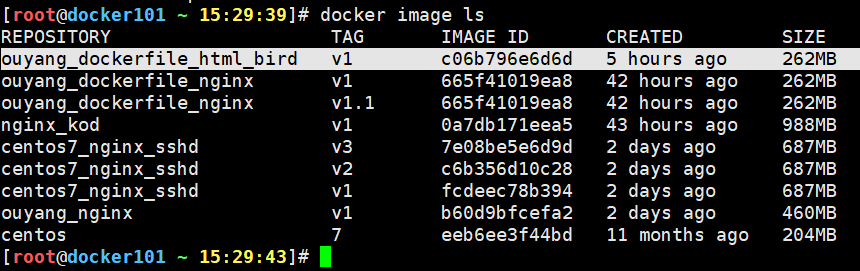 [root@docker101 ~ 15:29:39]# docker image ls
REPOSITORY TAG IMAGE ID CREATED SIZE
ouyang_dockerfile_html_bird v1 c06b796e6d6d 5 hours ago 262MB
ouyang_dockerfile_nginx v1 665f41019ea8 42 hours ago 262MB
ouyang_dockerfile_nginx v1.1 665f41019ea8 42 hours ago 262MB
nginx_kod v1 0a7db171eea5 43 hours ago 988MB
centos7_nginx_sshd v3 7e08be5e6d9d 2 days ago 687MB
centos7_nginx_sshd v2 c6b356d10c28 2 days ago 687MB
centos7_nginx_sshd v1 fcdeec78b394 2 days ago 687MB
ouyang_nginx v1 b60d9bfcefa2 2 days ago 460MB
centos 7 eeb6ee3f44bd 11 months ago 204MB
[root@docker101 ~ 15:29:43]#